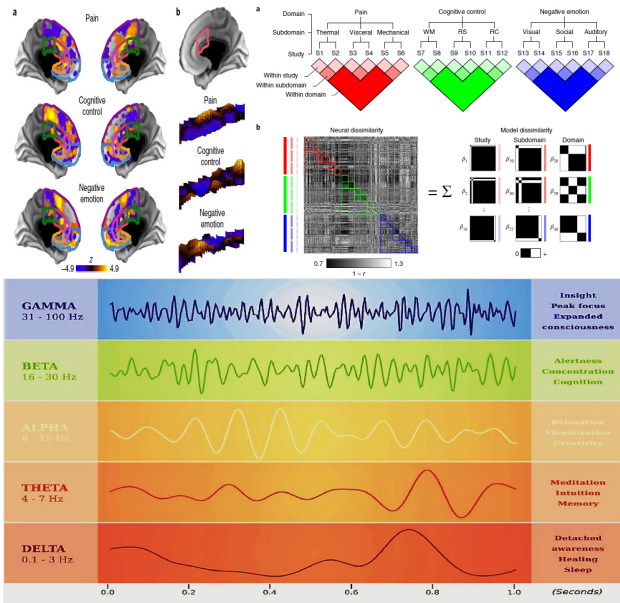 a
Pain
Cognitive
control
Negative
emotion
-4.9 Z 4.9
b
Pain
Cognitive
control
Negative
emotion
a
Domain Pain Cognitive control Negative emotion
Subdomain Thermal Visceral Mechanical WM RS RC Visual Social Auditory
Study S1 S2 S3 S4 S5 S6 S7 S8 S9 S10 S11 S12 S13 S14 S15 S16 S17 S18
Within study
Within subdomain
Within domain
b Neural dissimilarity Model dissimilarity
Study Subdomain Domain
= Σ
0 +
0.7 1.3
1 – r
GAMMA
31 - 100 Hz
Insight
Peak focus
Expanded
consciousness
BETA
16 - 30 Hz
Alertness
Concentration
Cognition
ALPHA
8 - 15 Hz
Relaxation
Visualization
Creativity
THETA
4 - 7 Hz
Meditation
Intuition
Memory
DELTA
0.1 - 3 Hz
Detached
awareness
Healing
Sleep
0.0 0.2 0.4 0.6 0.8 1.0 (Seconds)